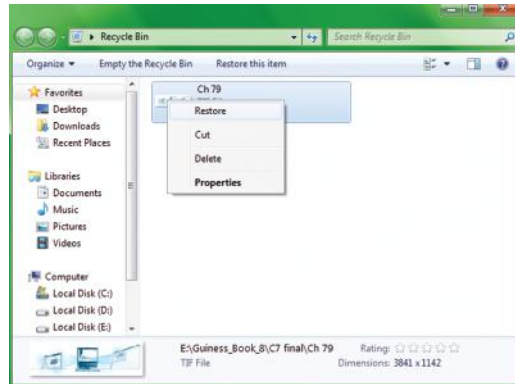 Recycle Bin
Search Recycle Bin
Organize
Empty the Recycle Bin
Restore this item
Favorites
Desktop
Downloads
Recent Places
Libraries
Documents
Music
Pictures
Videos
Computer
Local Disk (C:)
Local Disk (D:)
Local Disk (E:)
Ch 79
Restore
Cut
Delete
Properties
E:\Guiness_Book_8\C7 final\Ch 79
Rating:
TIF File
Dimensions: 3841 x 1142